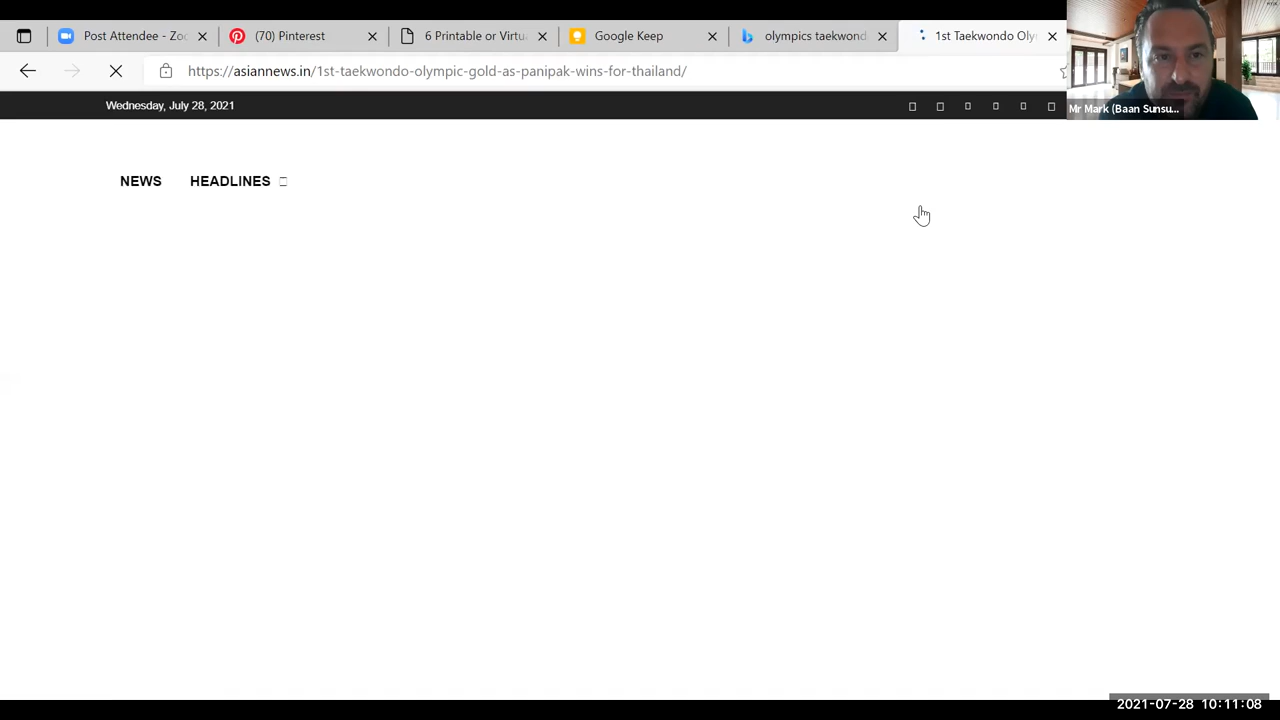 Post Attendee - Zoo
(70) Pinterest
6 Printable or Virtu
Google Keep
olympics taekwond
1st Taekwondo Oly
https://asiannews.in/1st-taekwondo-olympic-gold-as-panipak-wins-for-thailand/
Wednesday, July 28, 2021
Mr Mark (Baan Sunsu...
NEWS HEADLINES
2021-07-28 10:11:08